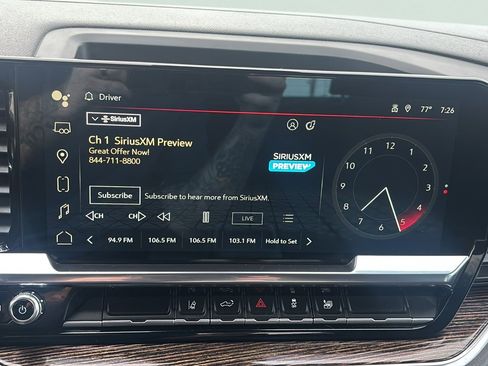 Driver
77° 7:26
SiriusXM
Ch 1 SiriusXM Preview
Great Offer Now!
844-711-8800
SIRIUSXM
PREVIEW
Subscribe Subscribe to hear more from SiriusXM.
CH CH LIVE
94.9 FM 106.5 FM 106.5 FM 103.1 FM Hold to Set
12
1
2
3
4
5
6
7
8
9
10
11